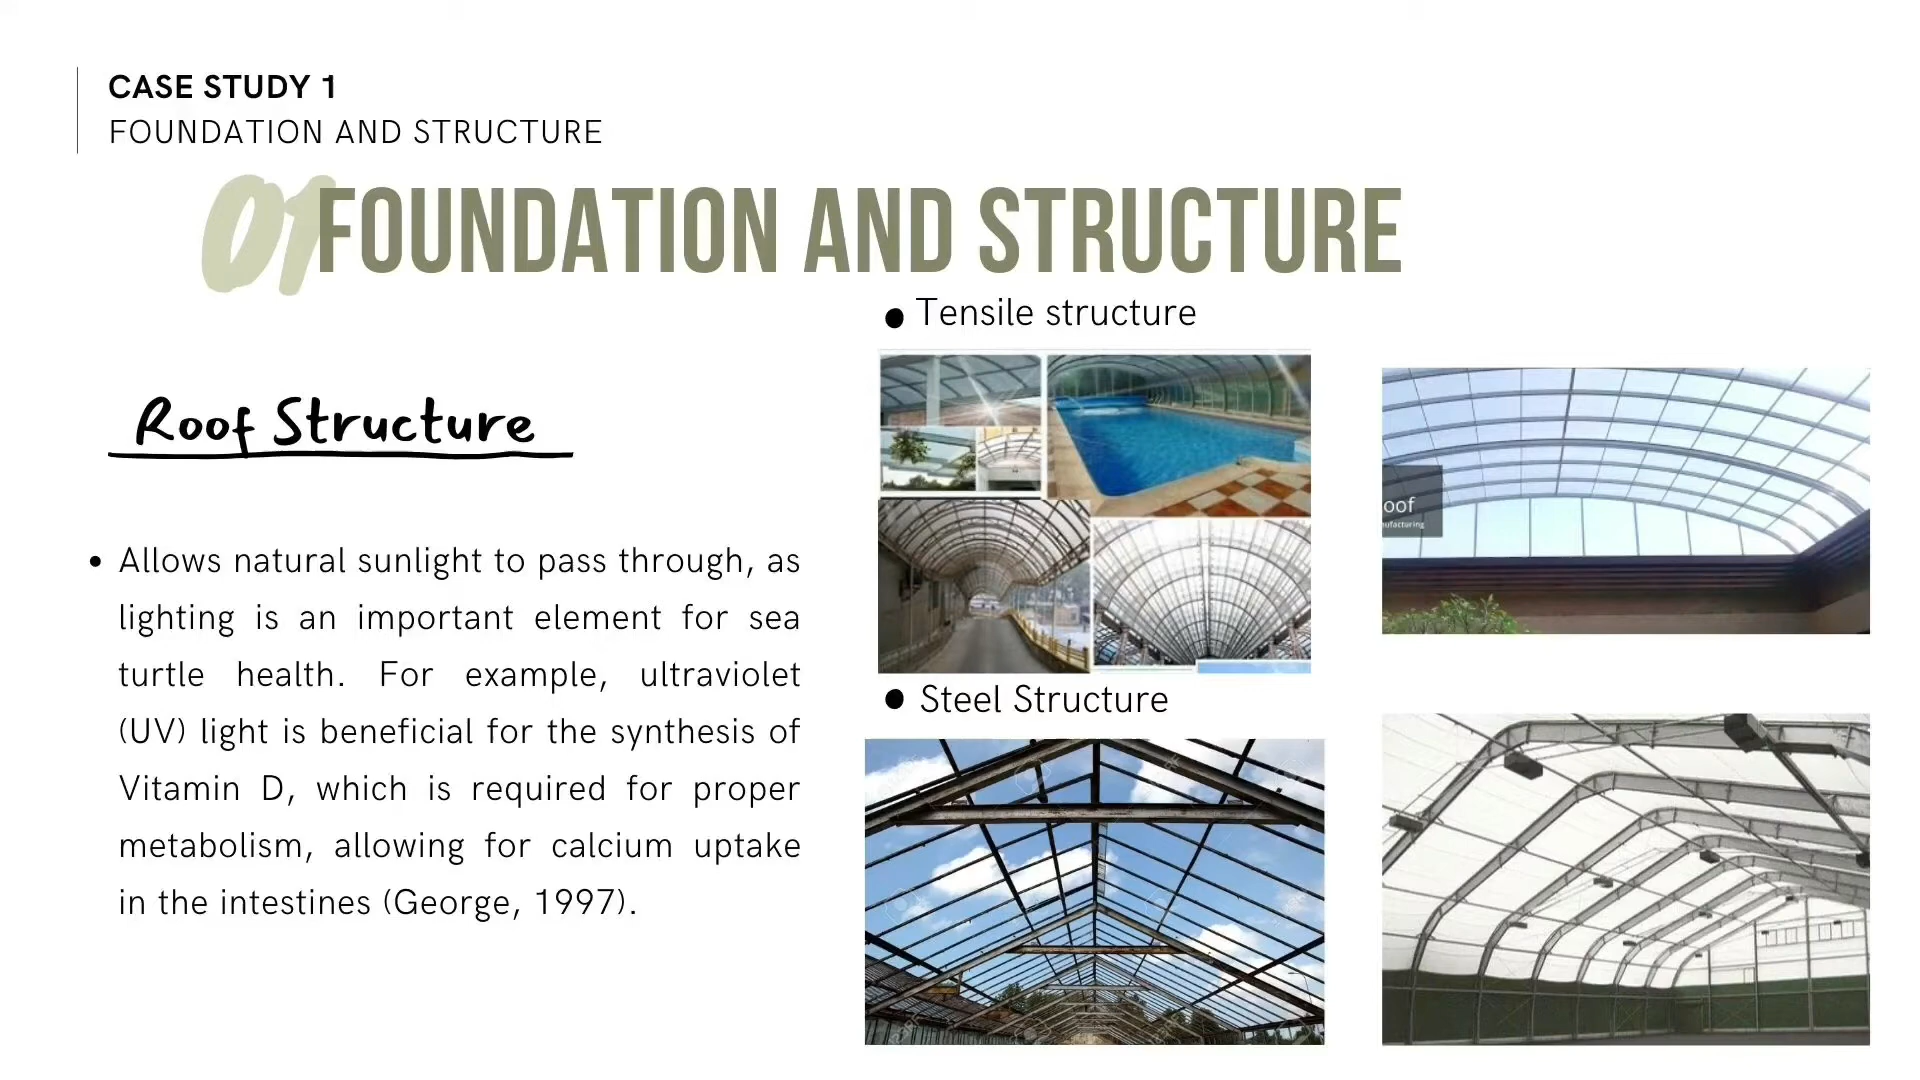 CASE STUDY 1
FOUNDATION AND STRUCTURE
01 FOUNDATION AND STRUCTURE
Roof Structure
• Allows natural sunlight to pass through, as
lighting is an important element for sea
turtle health. For example, ultraviolet
(UV) light is beneficial for the synthesis of
Vitamin D, which is required for proper
metabolism, allowing for calcium uptake
in the intestines (George, 1997).
• Tensile structure
oof
nufacturing
• Steel Structure